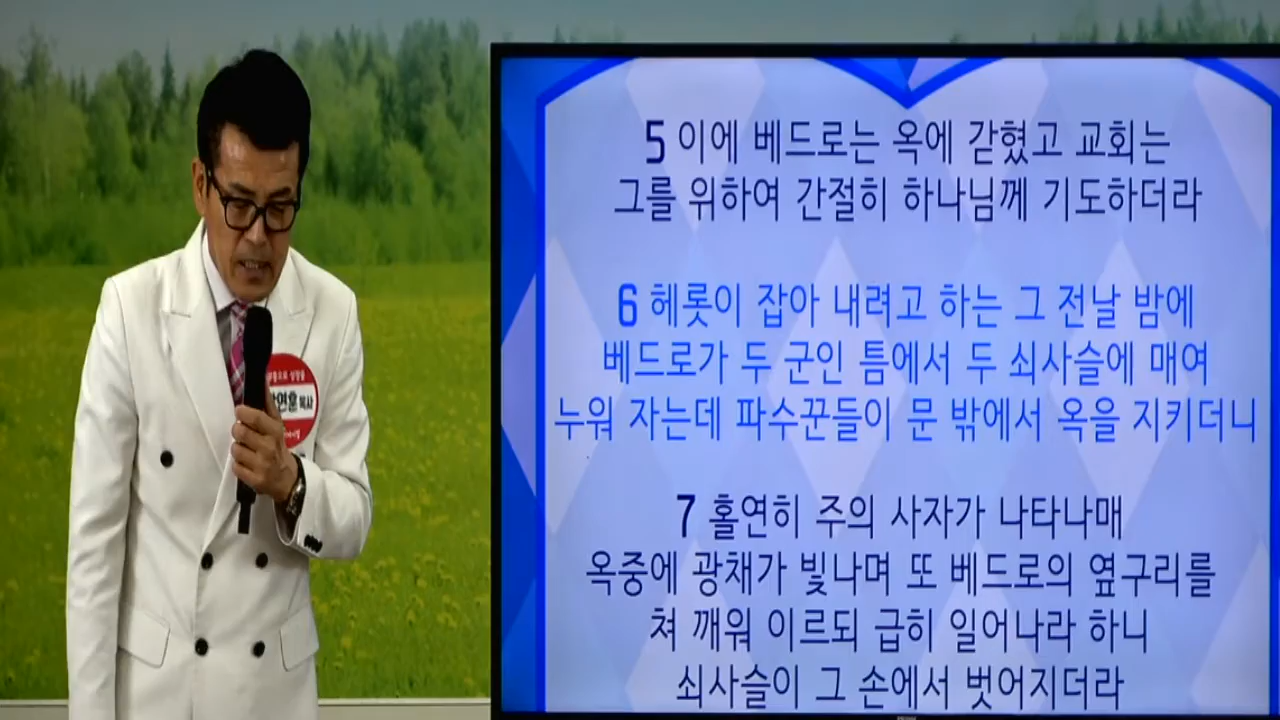 연훈 목사
5 이에 베드로는 옥에 갇혔고 교회는
그를 위하여 간절히 하나님께 기도하더라
6 헤롯이 잡아 내려고 하는 그 전날 밤에
베드로가 두 군인 틈에서 두 쇠사슬에 매여
누워 자는데 파수꾼들이 문 밖에서 옥을 지키더니
7 홀연히 주의 사자가 나타나매
옥중에 광채가 빛나며 또 베드로의 옆구리를
쳐 깨워 이르되 급히 일어나라 하니
쇠사슬이 그 손에서 벗어지더라